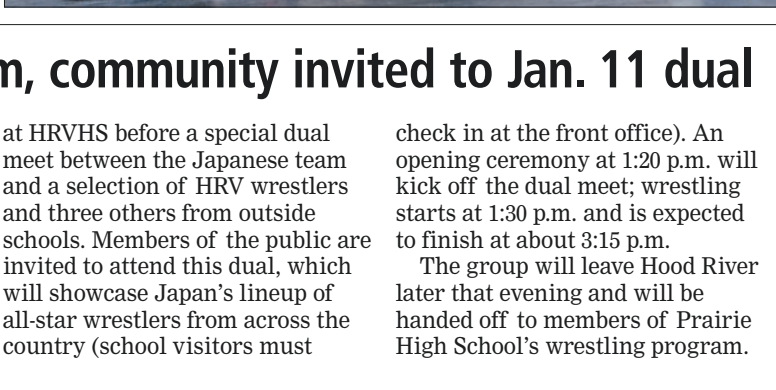 m, community invited to Jan. 11 dual
at HRVHS before a special dual
meet between the Japanese team
and a selection of HRV wrestlers
and three others from outside
schools. Members of the public are
invited to attend this dual, which
will showcase Japan's lineup of
all-star wrestlers from across the
country (school visitors must
check in at the front office). An
opening ceremony at 1:20 p.m. will
kick off the dual meet; wrestling
starts at 1:30 p.m. and is expected
to finish at about 3:15 p.m.
The group will leave Hood River
later that evening and will be
handed off to members of Prairie
High School's wrestling program.